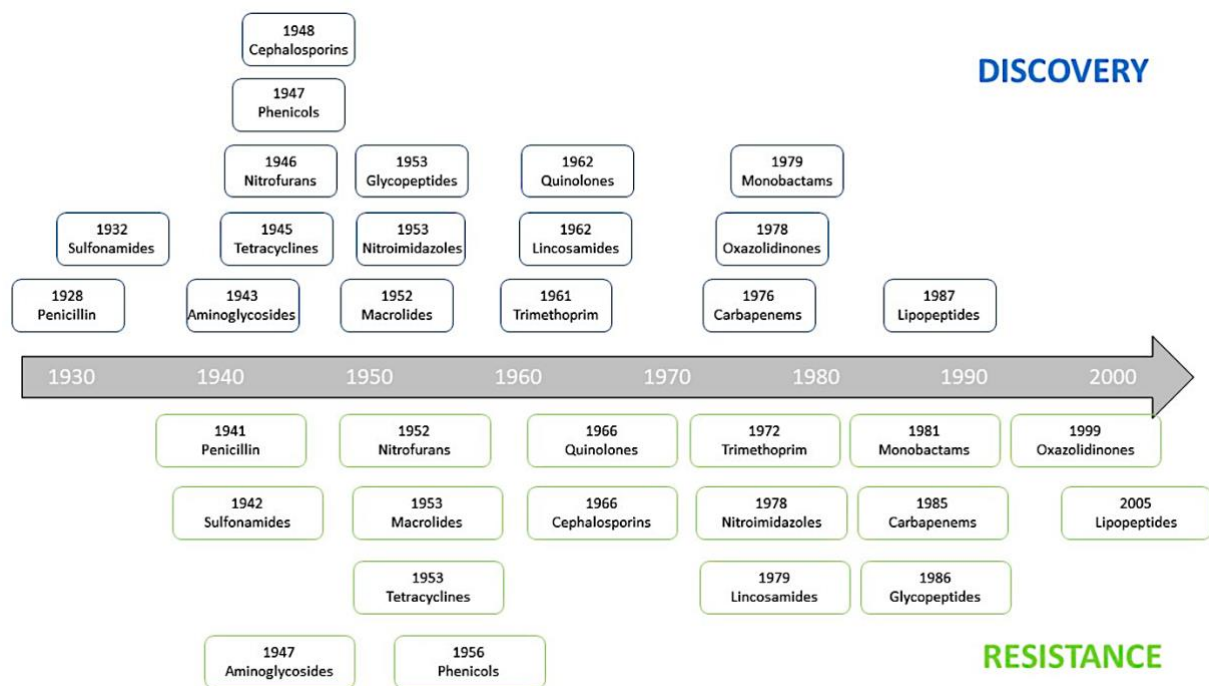 1948
Cephalosporins
DISCOVERY
1947
Phenicols
1946
Nitrofurans
1953
Glycopeptides
1962
Quinolones
1979
Monobactams
1932
Sulfonamides
1945
Tetracyclines
1953
Nitroimidazoles
1962
Lincosamides
1978
Oxazolidinones
1928
Penicillin
1943
Aminoglycosides
1952
Macrolides
1961
Trimethoprim
1976
Carbapenems
1987
Lipopeptides
1930 1940 1950 1960 1970 1980 1990 2000
1941
Penicillin
1952
Nitrofurans
1966
Quinolones
1972
Trimethoprim
1981
Monobactams
1999
Oxazolidinones
1942
Sulfonamides
1953
Macrolides
1966
Cephalosporins
1978
Nitroimidazoles
1985
Carbapenems
2005
Lipopeptides
1953
Tetracyclines
1979
Lincosamides
1986
Glycopeptides
1947
Aminoglycosides
1956
Phenicols
RESISTANCE